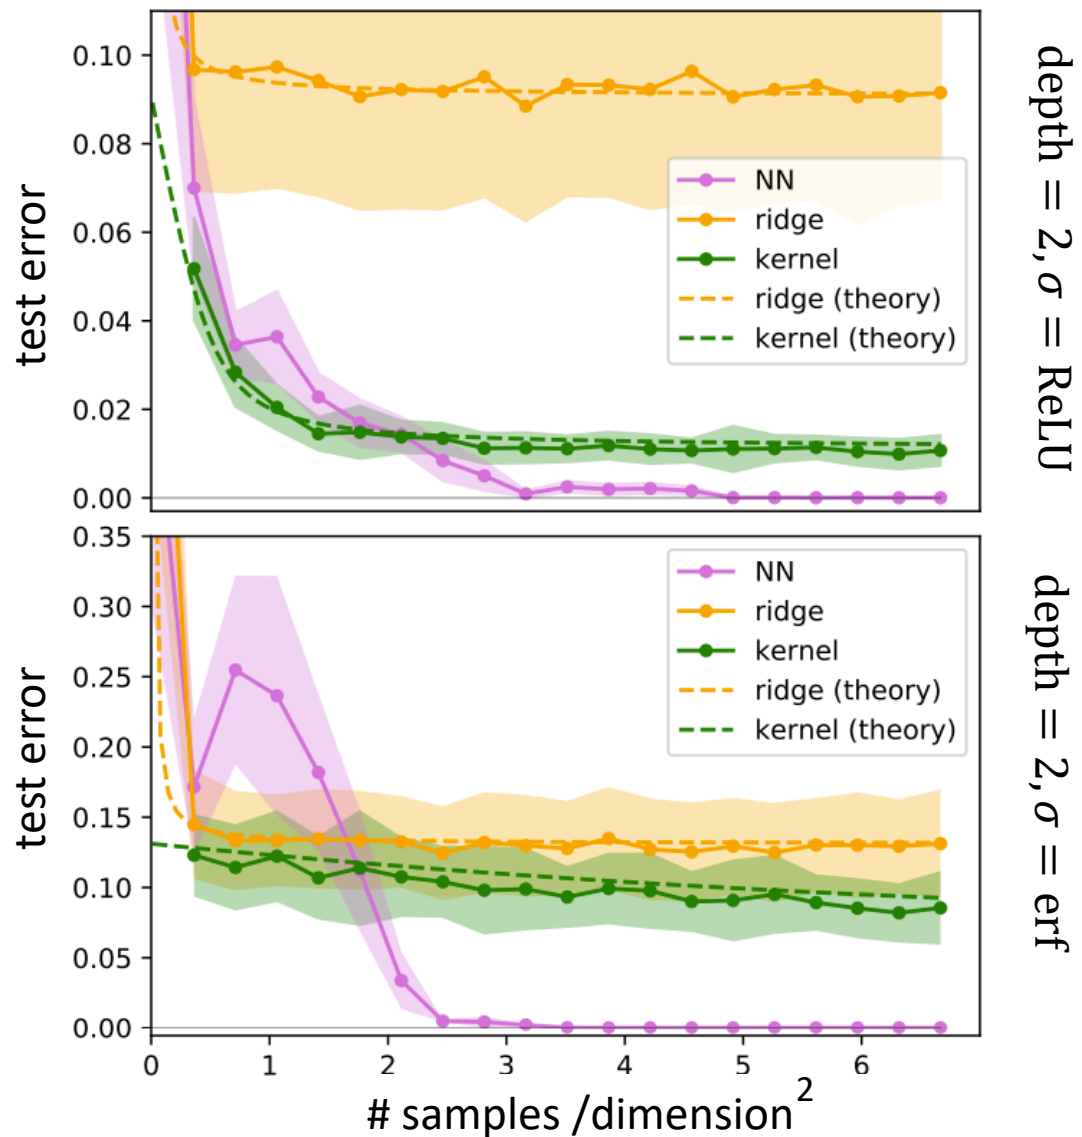 0.10
0.08
0.06
0.04
0.02
0.00
test error
NN
ridge
kernel
ridge (theory)
kernel (theory)
depth = 2, σ = ReLU
0.35
0.30
0.25
0.20
0.15
0.10
0.05
0.00
test error
NN
ridge
kernel
ridge (theory)
kernel (theory)
depth = 2, σ = erf
0 1 2 3 4 5 6
# samples /dimension²